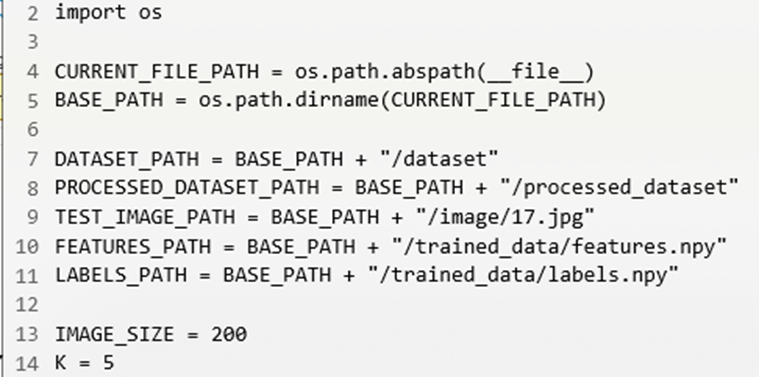 2 import os
3
4 CURRENT_FILE_PATH = os.path.abspath(__file__)
5 BASE_PATH = os.path.dirname(CURRENT_FILE_PATH)
6
7 DATASET_PATH = BASE_PATH + "/dataset"
8 PROCESSED_DATASET_PATH = BASE_PATH + "/processed_dataset"
9 TEST_IMAGE_PATH = BASE_PATH + "/image/17.jpg"
10 FEATURES_PATH = BASE_PATH + "/trained_data/features.npy"
11 LABELS_PATH = BASE_PATH + "/trained_data/labels.npy"
12
13 IMAGE_SIZE = 200
14 K = 5